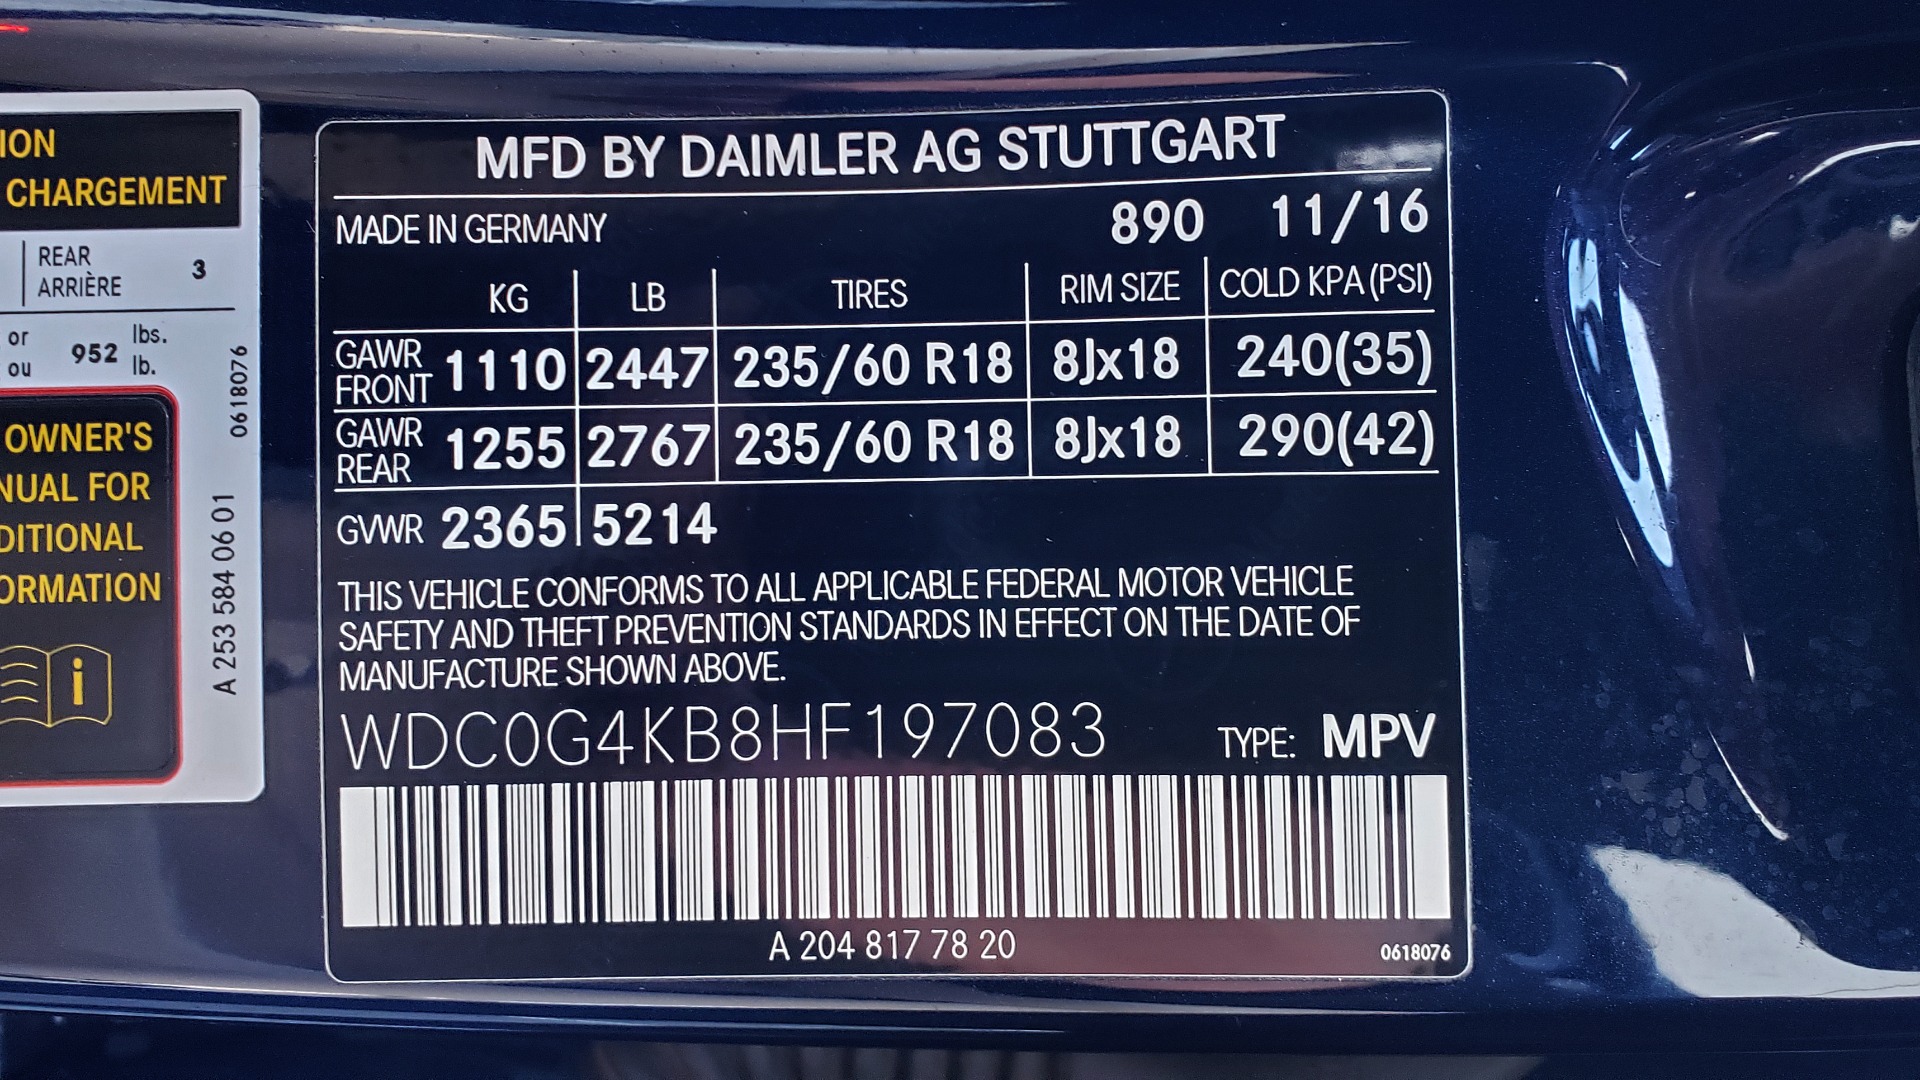 ION
CHARGEMENT
REAR
ARRIÈRE
3
or
ou
952
lbs.
lb.
OWNER'S
NUAL FOR
DITIONAL
ORMATION
i
A 253 584 06 01
0618076
MFD BY DAIMLER AG STUTTGART
MADE IN GERMANY 890 11/16
KG LB TIRES RIM SIZE COLD KPA (PSI)
GAWR FRONT 1110 2447 235/60 R18 8Jx18 240(35)
GAWR REAR 1255 2767 235/60 R18 8Jx18 290(42)
GVWR 2365 5214
THIS VEHICLE CONFORMS TO ALL APPLICABLE FEDERAL MOTOR VEHICLE
SAFETY AND THEFT PREVENTION STANDARDS IN EFFECT ON THE DATE OF
MANUFACTURE SHOWN ABOVE.
WDC0G4KB8HF197083 TYPE: MPV
A 204 817 78 20 0618076